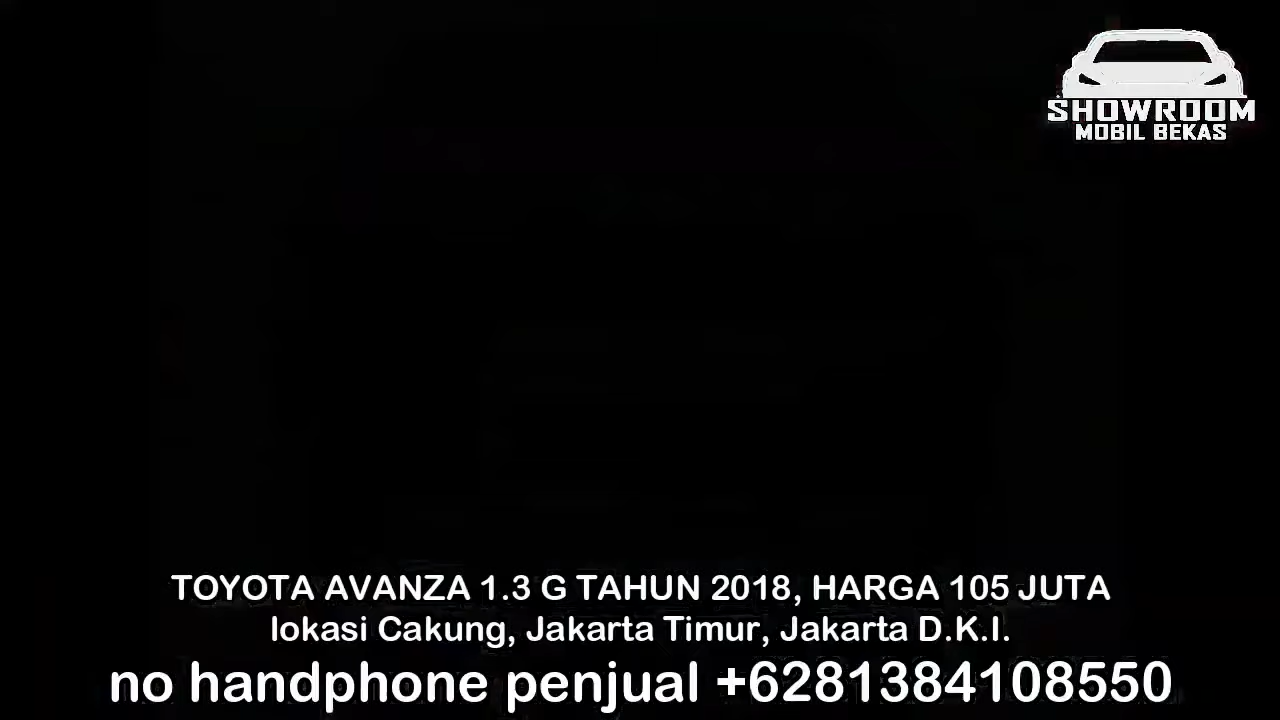 SHOWROOM
MOBIL BEKAS
TOYOTA AVANZA 1.3 G TAHUN 2018, HARGA 105 JUTA
lokasi Cakung, Jakarta Timur, Jakarta D.K.I.
no handphone penjual +6281384108550